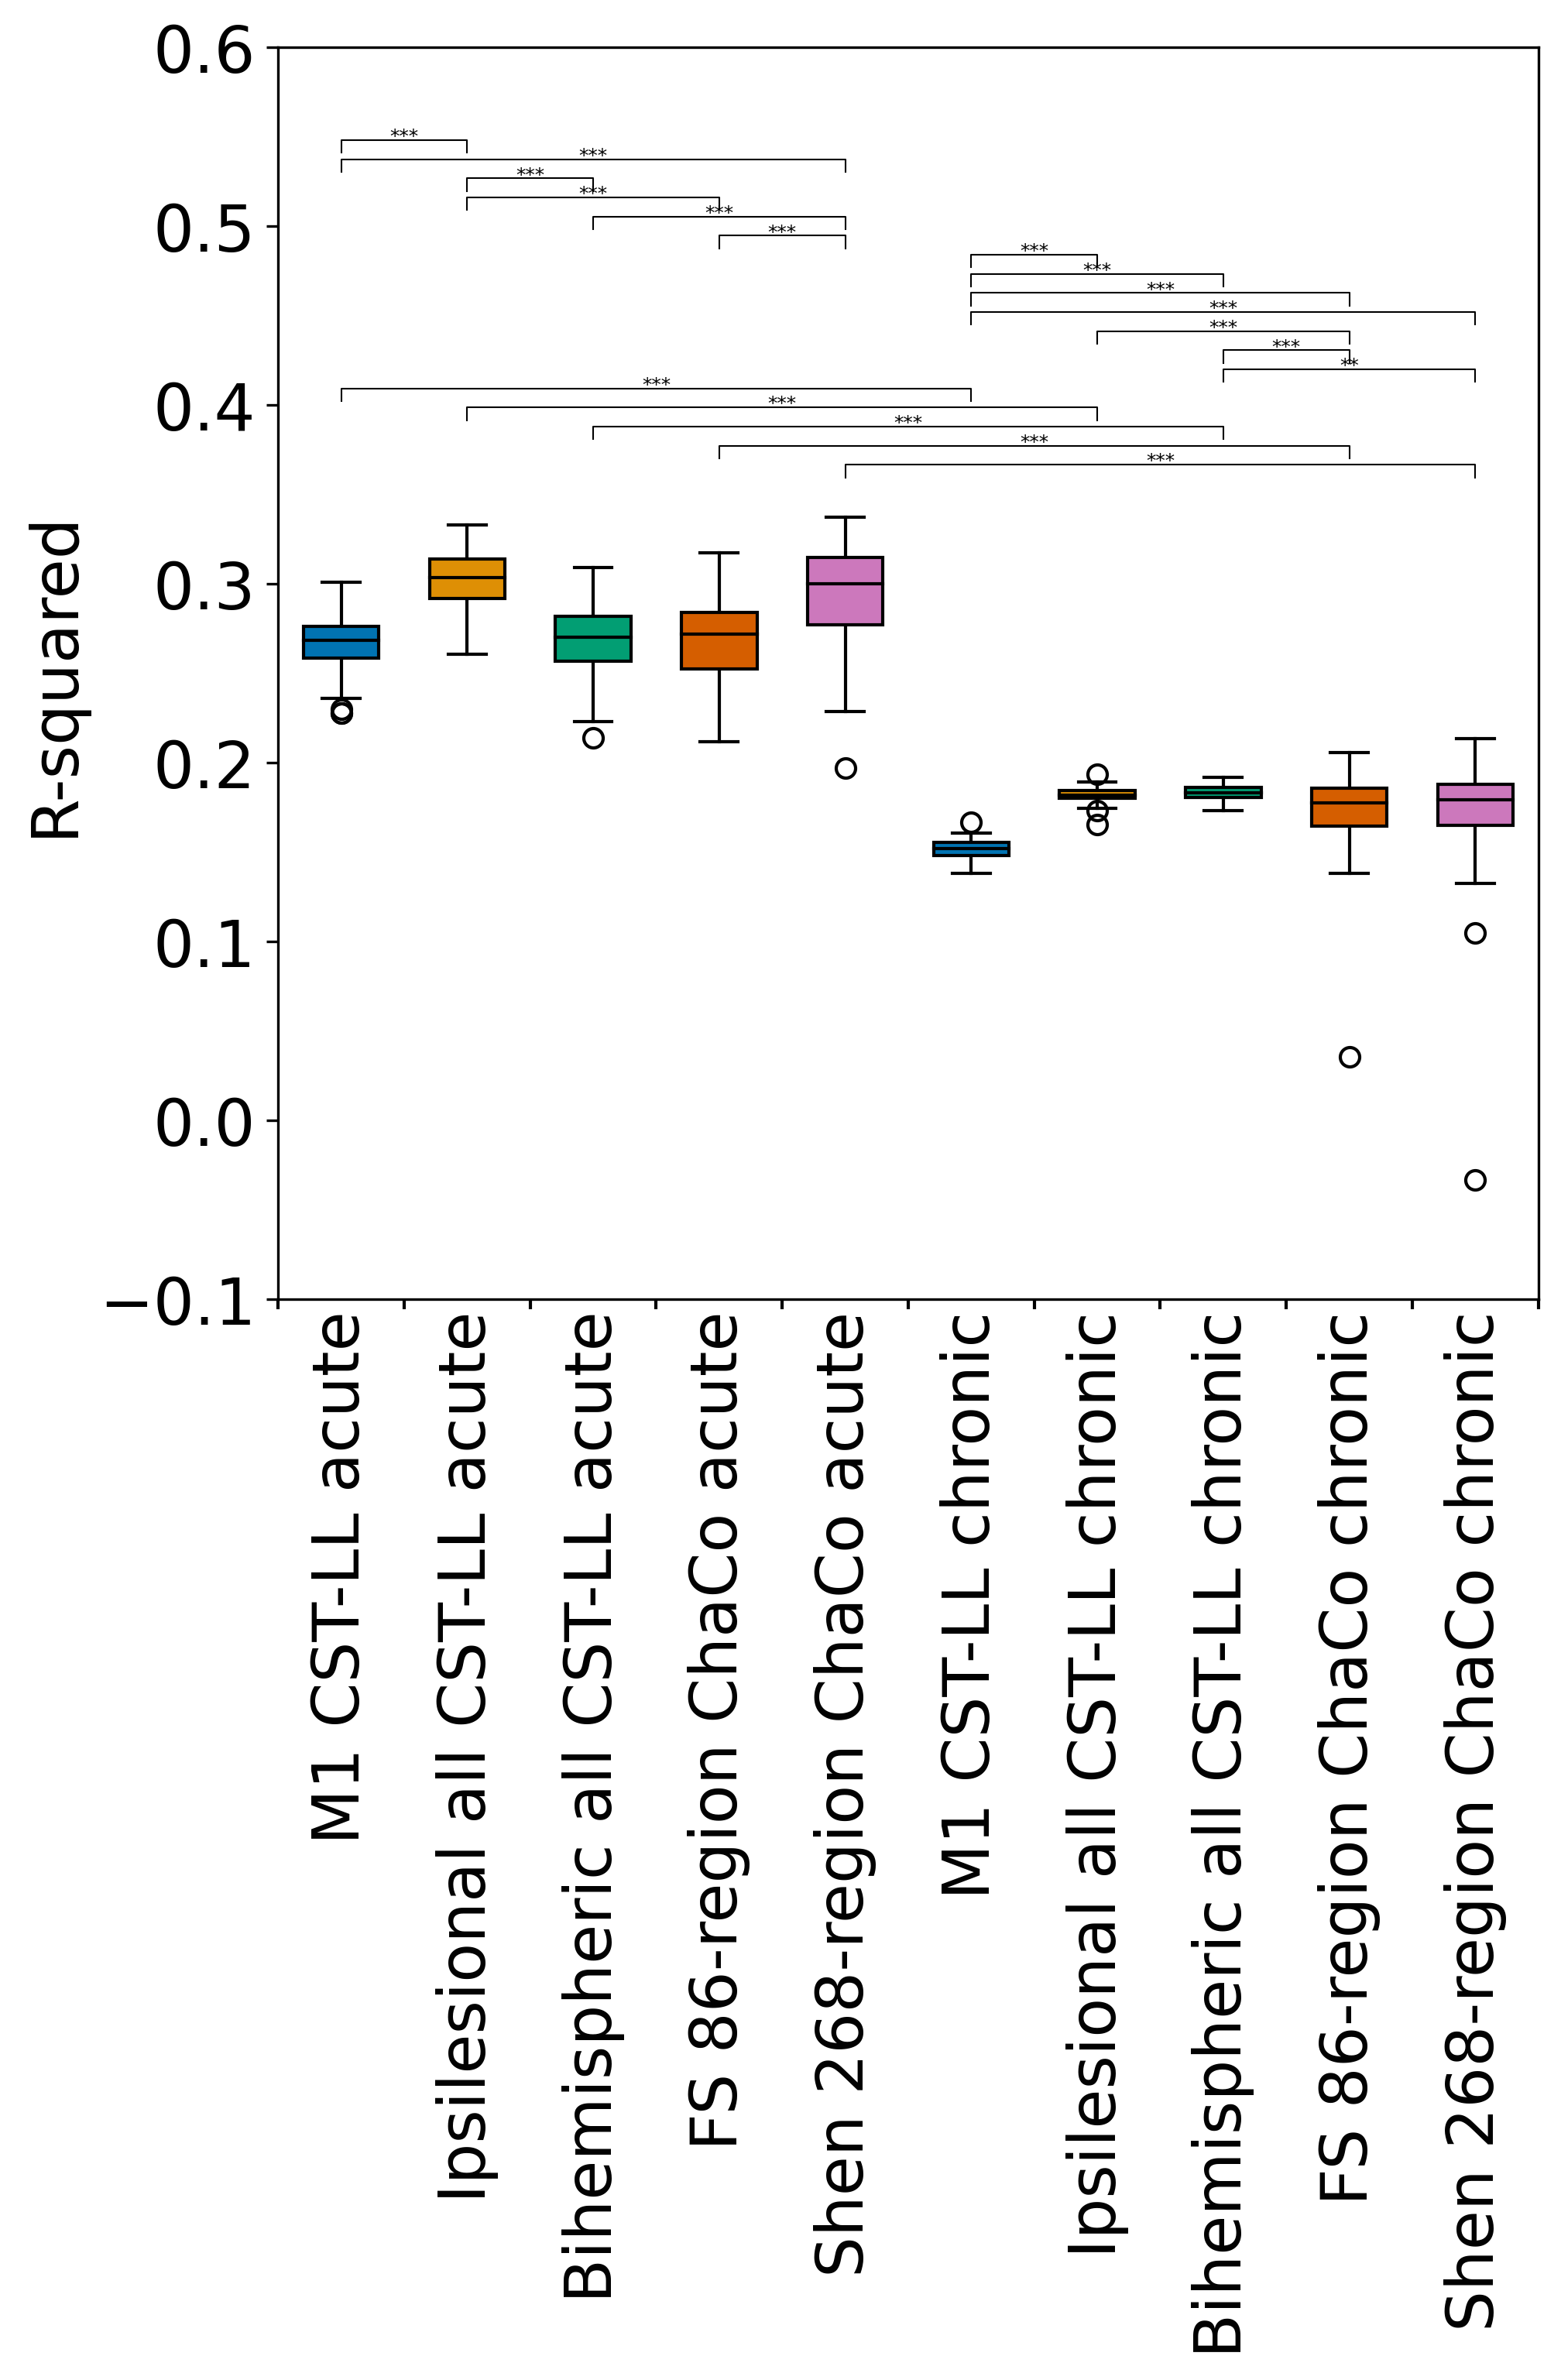 0.6
0.5
0.4
0.3
0.2
0.1
0.0
−0.1
R-squared
***
***
***
***
***
***
***
***
***
***
***
***
**
***
***
***
***
***
M1 CST-LL acute
Ipsilesional all CST-LL acute
Bihemispheric all CST-LL acute
FS 86-region ChaCo acute
Shen 268-region ChaCo acute
M1 CST-LL chronic
Ipsilesional all CST-LL chronic
Bihemispheric all CST-LL chronic
FS 86-region ChaCo chronic
Shen 268-region ChaCo chronic